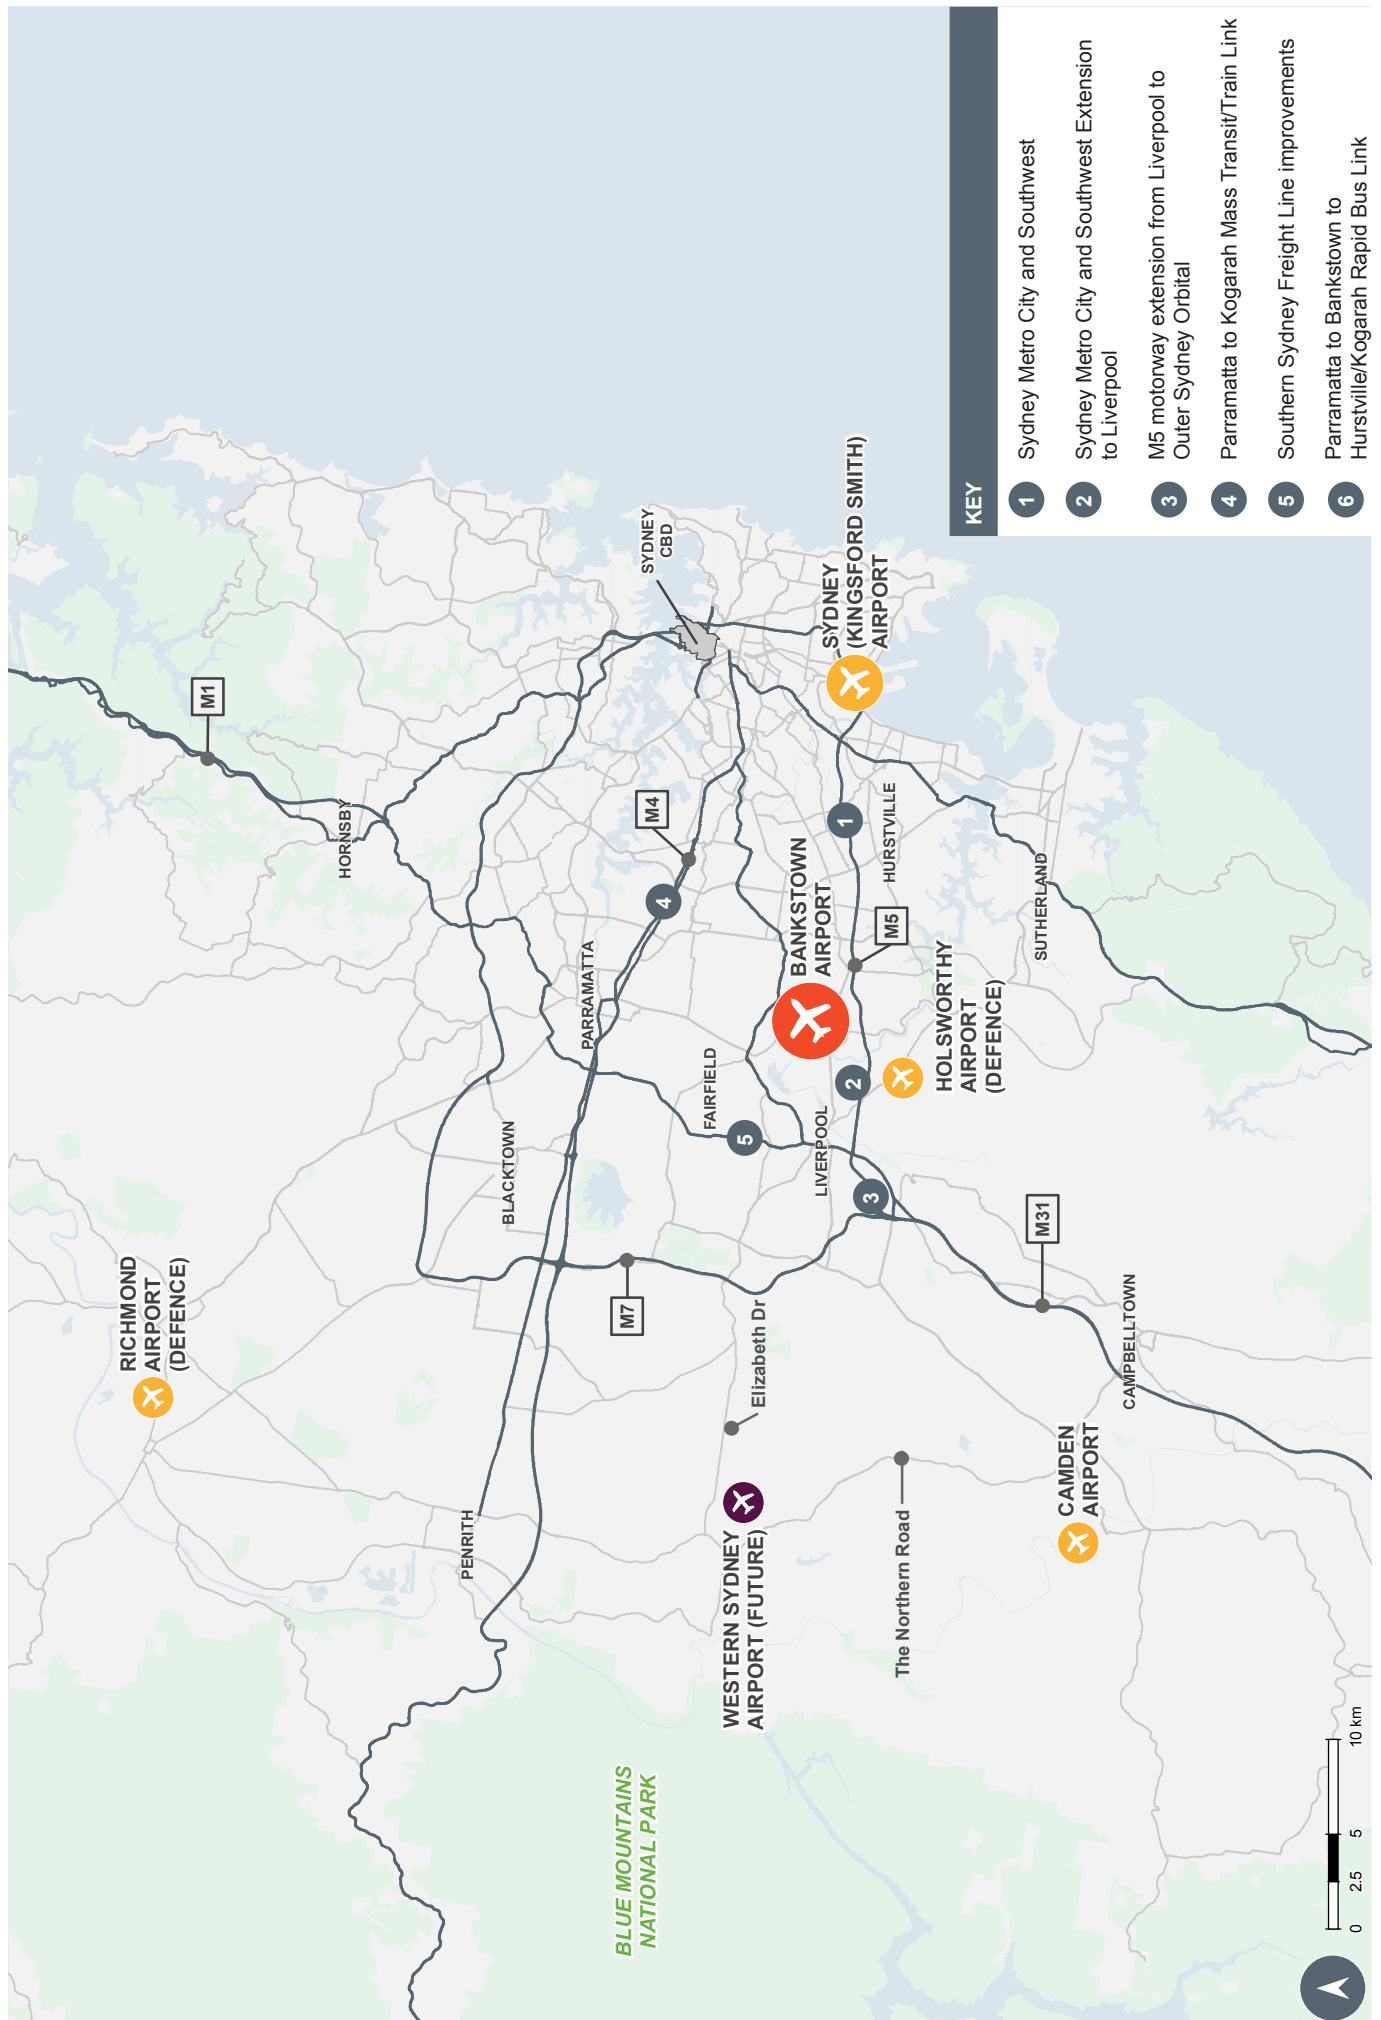 RICHMOND
AIRPORT
(DEFENCE)
M1
HORNSBY
PENRITH
BLACKTOWN
PARRAMATTA
4
M4
SYDNEY
CBD
BLUE MOUNTAINS
NATIONAL PARK
M7
FAIRFIELD
5
Elizabeth Dr
WESTERN SYDNEY
AIRPORT (FUTURE)
LIVERPOOL
BANKSTOWN
AIRPORT
SYDNEY
(KINGSFORD SMITH)
AIRPORT
1
2
3
M5
HURSTVILLE
The Northern Road
HOLSWORTHY
AIRPORT
(DEFENCE)
M31
SUTHERLAND
CAMDEN
AIRPORT
CAMPBELLTOWN
0
2.5
5
10 km
KEY
1 Sydney Metro City and Southwest
2 Sydney Metro City and Southwest Extension
to Liverpool
3 M5 motorway extension from Liverpool to
Outer Sydney Orbital
4 Parramatta to Kogarah Mass Transit/Train Link
5 Southern Sydney Freight Line improvements
6 Parramatta to Bankstown to
Hurstville/Kogarah Rapid Bus Link